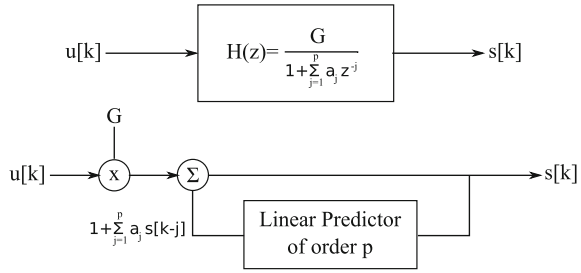 u[k]
H(z)= G / 1+Σ_{j=1}^{p} a_j z^{-j}
s[k]
G
u[k]
x
Σ
s[k]
1+Σ_{j=1}^{p} a_j s[k-j]
Linear Predictor
of order p